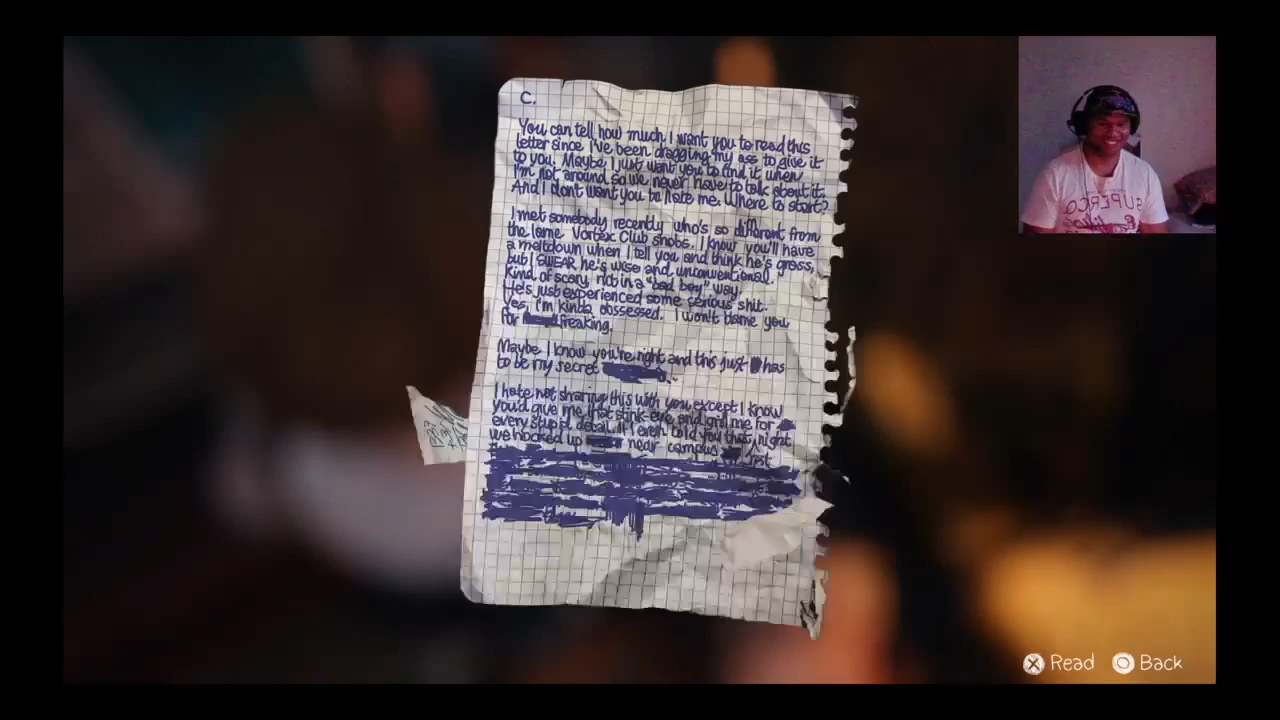 C.
You can tell how much I want you to read this
letter since I've been dragging my ass to give it
to you. Maybe I just want you to find it when
I'm not around so we never have to talk about it.
And I don't want you to hate me. Where to start?
I met somebody recently who's so different from
the lame Vortex Club snobs. I know you'll have
a meltdown when I tell you and think he's gross,
but I SWEAR he's wise and unconventional.
Kind of scary, not in a "bad boy" way.
He's just experienced some serious shit.
Yes, I'm kinda obssessed. I won't blame you
for freaking.
Maybe I know you're right and this just has
to be my secret
I hate not sharing this with you except I know
you'd give me that stink-eye and grill me for
every stupid detail. If I even told you that night
we hooked up near campus
SUPERCO
Read
Back